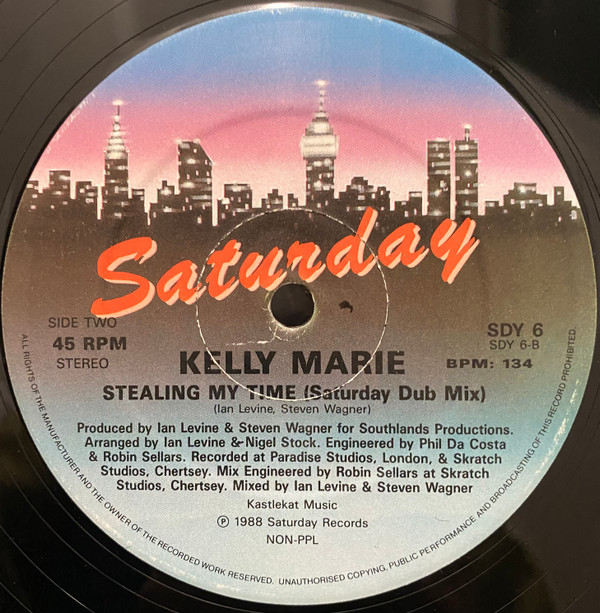 Saturday
SIDE TWO
45 RPM
STEREO
SDY 6
SDY 6-B
BPM: 134
KELLY MARIE
STEALING MY TIME (Saturday Dub Mix)
(Ian Levine, Steven Wagner)
Produced by Ian Levine & Steven Wagner for Southlands Productions.
Arranged by Ian Levine & Nigel Stock. Engineered by Phil Da Costa
& Robin Sellars. Recorded at Paradise Studios, London, & Skratch
Studios, Chertsey. Mix Engineered by Robin Sellars at Skratch
Studios, Chertsey. Mixed by Ian Levine & Steven Wagner
Kastlekat Music
℗ 1988 Saturday Records
NON-PPL
ALL RIGHTS OF THE MANUFACTURER AND THE OWNER OF THE RECORDED WORK RESERVED. UNAUTHORISED COPYING, PUBLIC PERFORMANCE AND BROADCASTING OF THIS RECORD PROHIBITED.